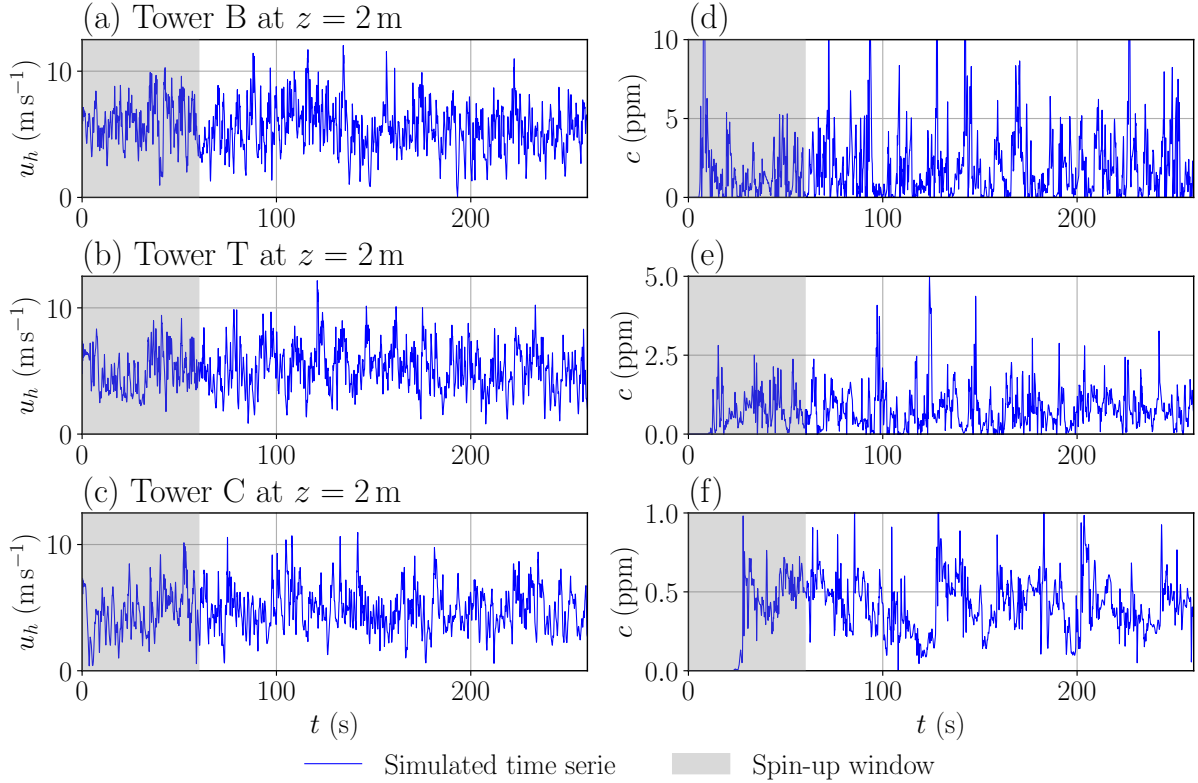 (a) Tower B at z = 2 m
(d)
10
0
u_h (m s⁻¹)
0
100
200
10
5
0
c (ppm)
0
100
200
(b) Tower T at z = 2 m
(e)
10
0
u_h (m s⁻¹)
0
100
200
5.0
2.5
0.0
c (ppm)
0
100
200
(c) Tower C at z = 2 m
(f)
10
0
u_h (m s⁻¹)
0
100
200
t (s)
1.0
0.5
0.0
c (ppm)
0
100
200
t (s)
Simulated time serie
Spin-up window